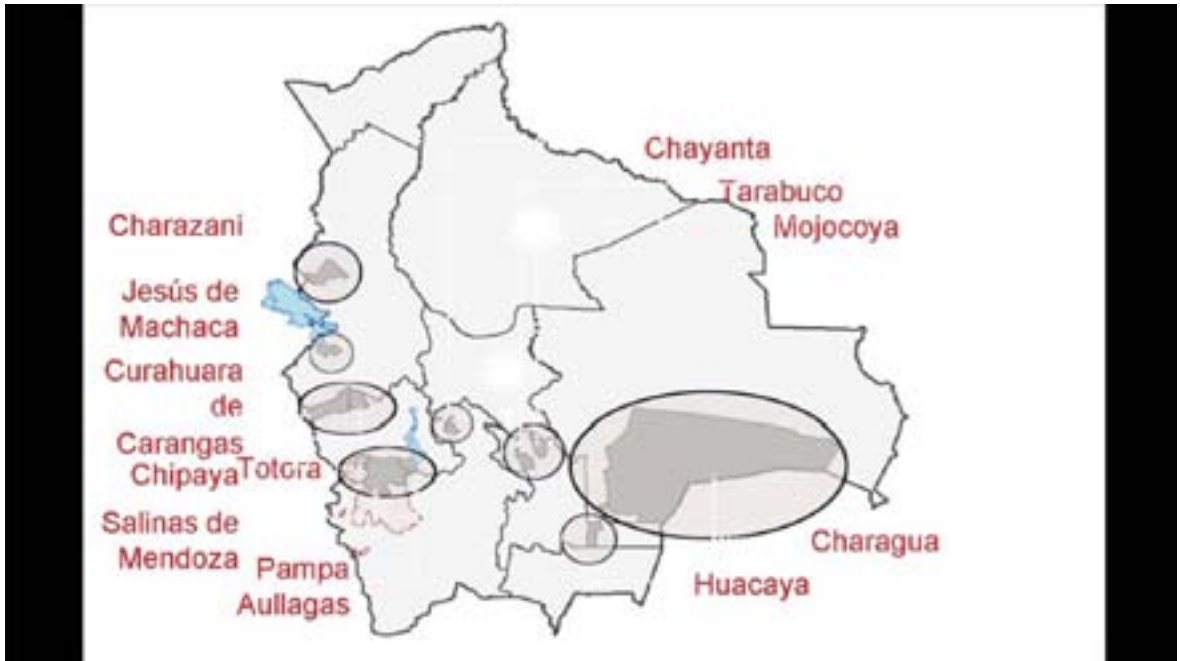 Chayanta
Tarabuco
Mojocoya
Charazani
Jesús de
Machaca
Curahuara
de
Carangas
Chipaya
Totora
Salinas de
Mendoza
Pampa
Aullagas
Charagua
Huacaya